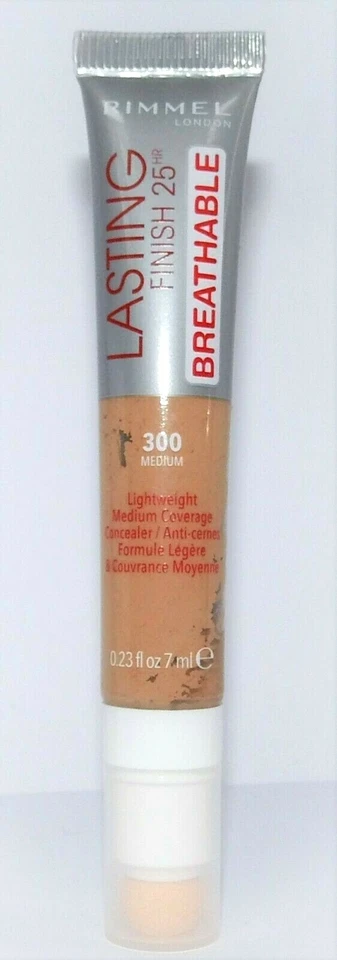 RIMMEL
LONDON
LASTING
FINISH 25HR
BREATHABLE
300
MEDIUM
Lightweight
Medium Coverage
Concealer / Anti-cernes
Formule Légère
& Couvrance Moyenne
0.23 fl oz 7 ml ℮